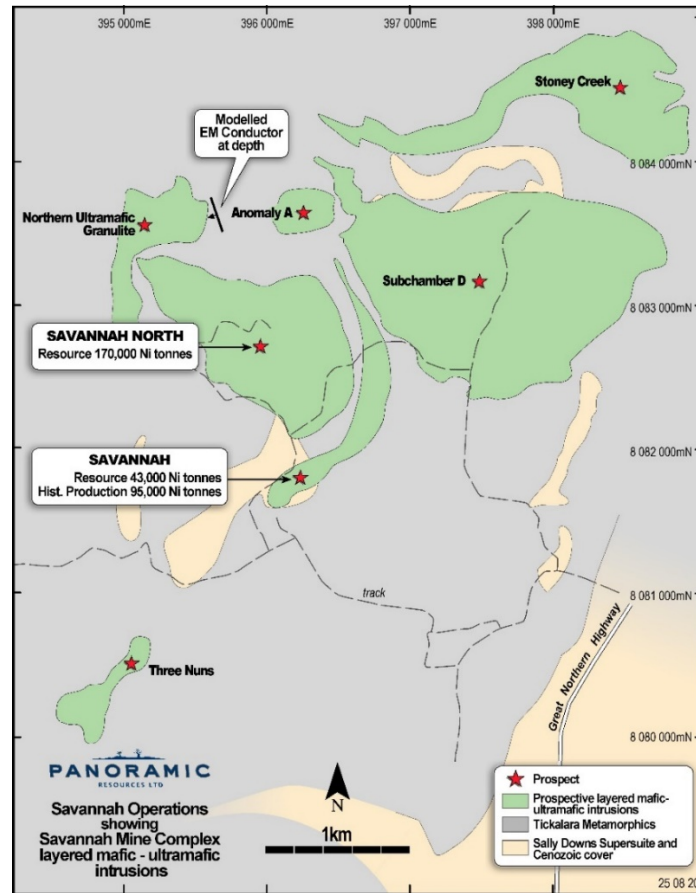 395 000mE
396 000mE
397 000mE
398 000mE
Stoney Creek
Modelled
EM Conductor
at depth
8 084 000mN
Northern Ultramafic
Granulite
Anomaly A
Subchamber D
8 083 000mN
SAVANNAH NORTH
Resource 170,000 Ni tonnes
8 082 000mN
SAVANNAH
Resource 43,000 Ni tonnes
Hist. Production 95,000 Ni tonnes
8 081 000mN
track
Great Northern Highway
Three Nuns
8 080 000mN
PANORAMIC
RESOURCES LTD
Savannah Operations
showing
Savannah Mine Complex
layered mafic - ultramafic
intrusions
N
1km
Prospect
Prospective layered mafic-
ultramafic intrusions
Tickalara Metamorphics
Sally Downs Supersuite and
Cenozoic cover
25 08 20